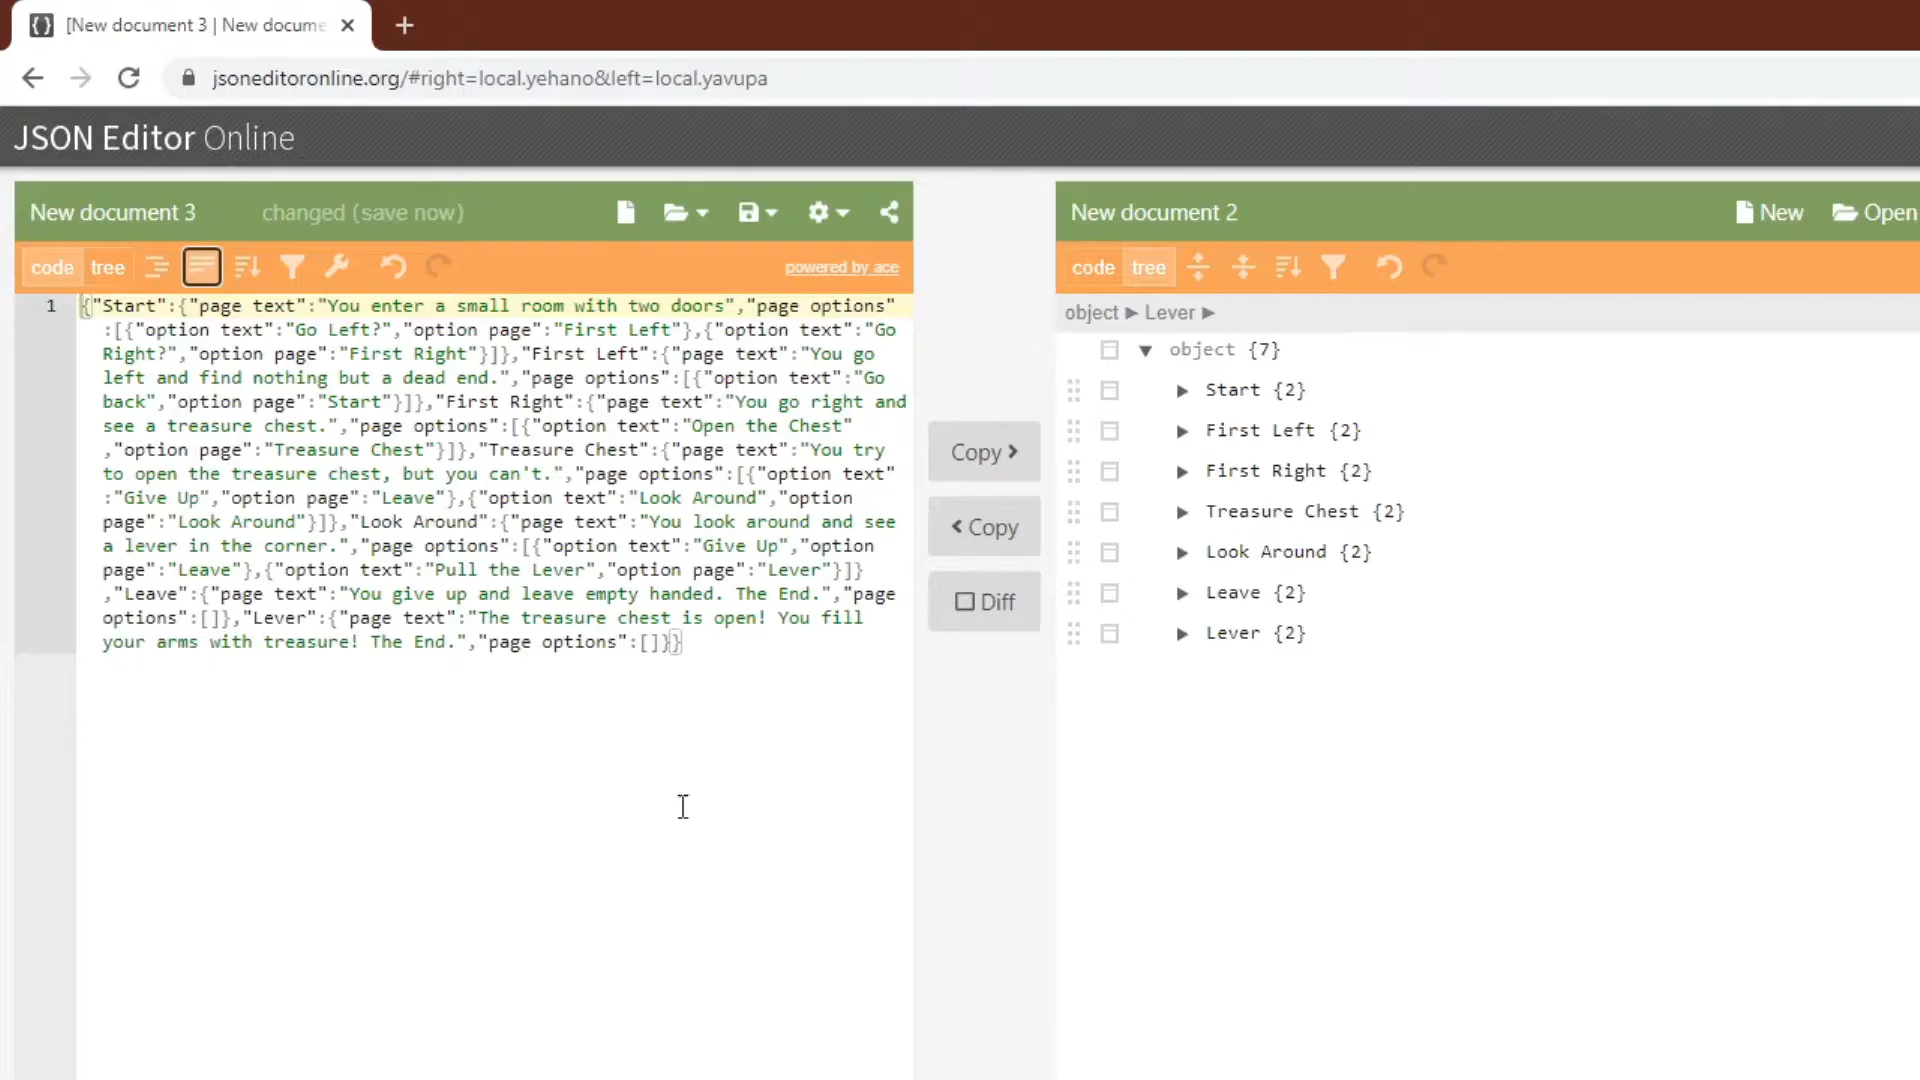 [New document 3 | New docume
jsoneditoronline.org/#right=local.yehano&left=local.yavupa
JSON Editor Online
New document 3 changed (save now)
code tree powered by ace
1 {"Start":{"page text":"You enter a small room with two doors","page options"
:[{"option text":"Go Left?","option page":"First Left"},{"option text":"Go
Right?","option page":"First Right"}]},"First Left":{"page text":"You go
left and find nothing but a dead end.","page options":[{"option text":"Go
back","option page":"Start"}]},"First Right":{"page text":"You go right and
see a treasure chest.","page options":[{"option text":"Open the Chest"
,"option page":"Treasure Chest"}]},"Treasure Chest":{"page text":"You try
to open the treasure chest, but you can't.","page options":[{"option text"
:"Give Up","option page":"Leave"},{"option text":"Look Around","option
page":"Look Around"}]},"Look Around":{"page text":"You look around and see
a lever in the corner.","page options":[{"option text":"Give Up","option
page":"Leave"},{"option text":"Pull the Lever","option page":"Lever"}]}
,"Leave":{"page text":"You give up and leave empty handed. The End.","page
options":[]},"Lever":{"page text":"The treasure chest is open! You fill
your arms with treasure! The End.","page options":[]}}
Copy >
< Copy
Diff
New document 2 New Open
code tree
object ► Lever ►
▼ object {7}
► Start {2}
► First Left {2}
► First Right {2}
► Treasure Chest {2}
► Look Around {2}
► Leave {2}
► Lever {2}